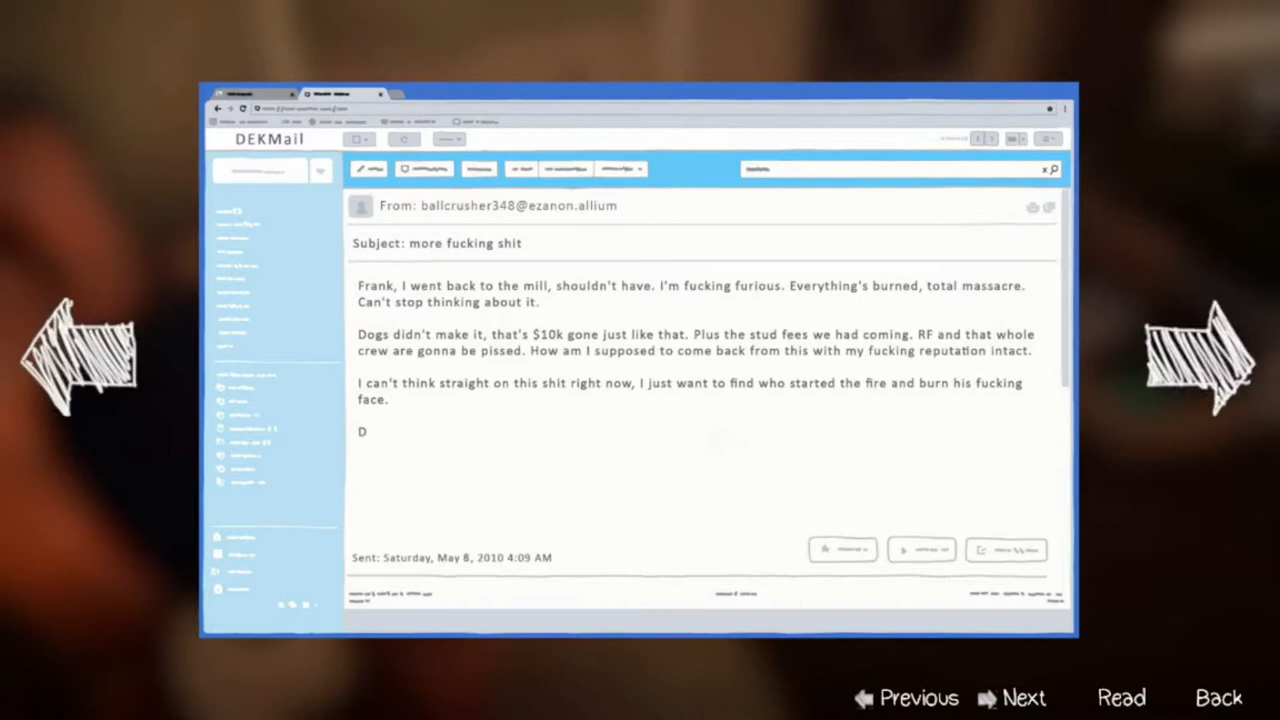 DEKMail
From: ballcrusher348@ezanon.allium
Subject: more fucking shit
Frank, I went back to the mill, shouldn't have. I'm fucking furious. Everything's burned, total massacre.
Can't stop thinking about it.
Dogs didn't make it, that's $10k gone just like that. Plus the stud fees we had coming. RF and that whole
crew are gonna be pissed. How am I supposed to come back from this with my fucking reputation intact.
I can't think straight on this shit right now, I just want to find who started the fire and burn his fucking
face.
D
Sent: Saturday, May 8, 2010 4:09 AM
Previous Next Read Back